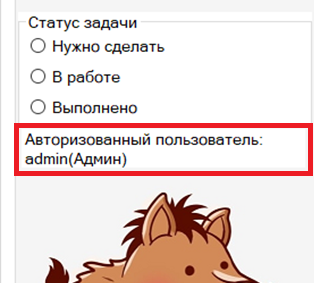 Статус задачи
Нужно сделать
В работе
Выполнено
Авторизованный пользователь:
admin(Админ)